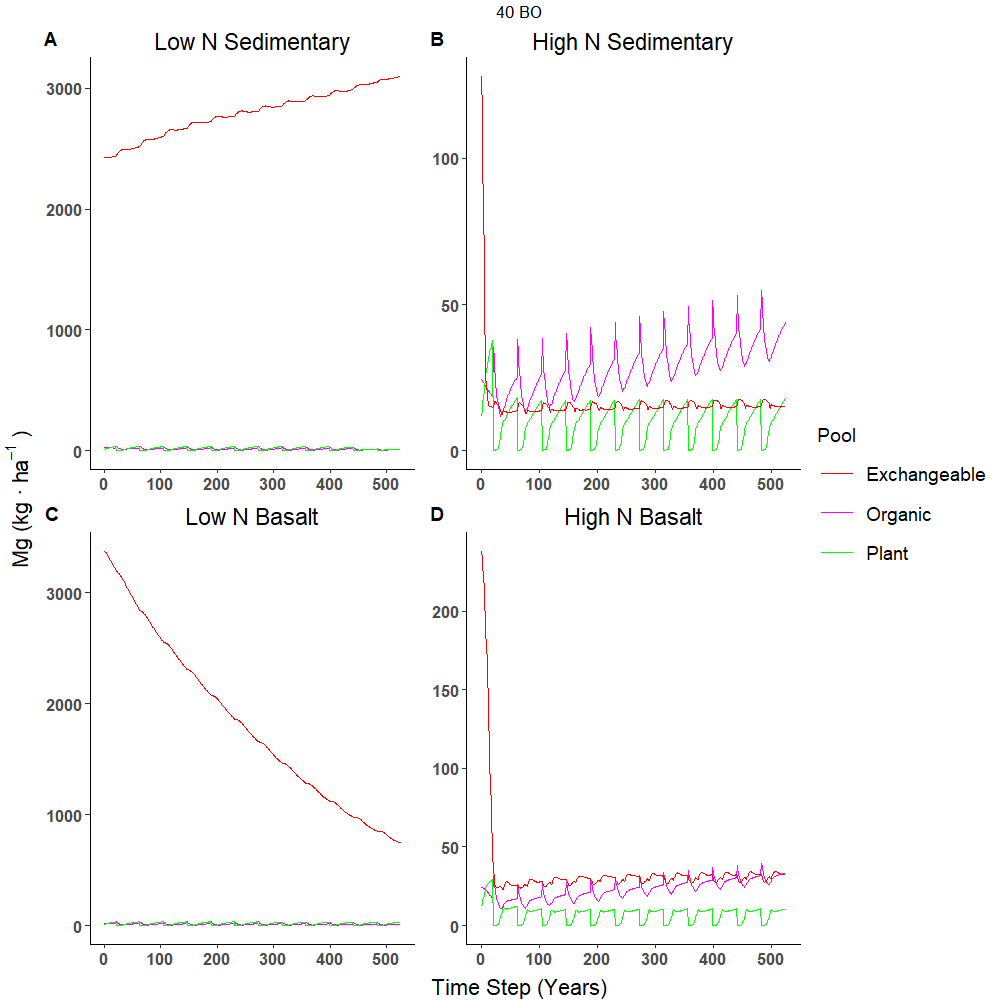 40 BO
A Low N Sedimentary
B High N Sedimentary
3000
2000
1000
0
100
50
0
0 100 200 300 400 500
0 100 200 300 400 500
C Low N Basalt
D High N Basalt
3000
2000
1000
0
200
150
100
50
0
0 100 200 300 400 500
0 100 200 300 400 500
Mg (kg · ha⁻¹ )
Time Step (Years)
Pool
Exchangeable
Organic
Plant